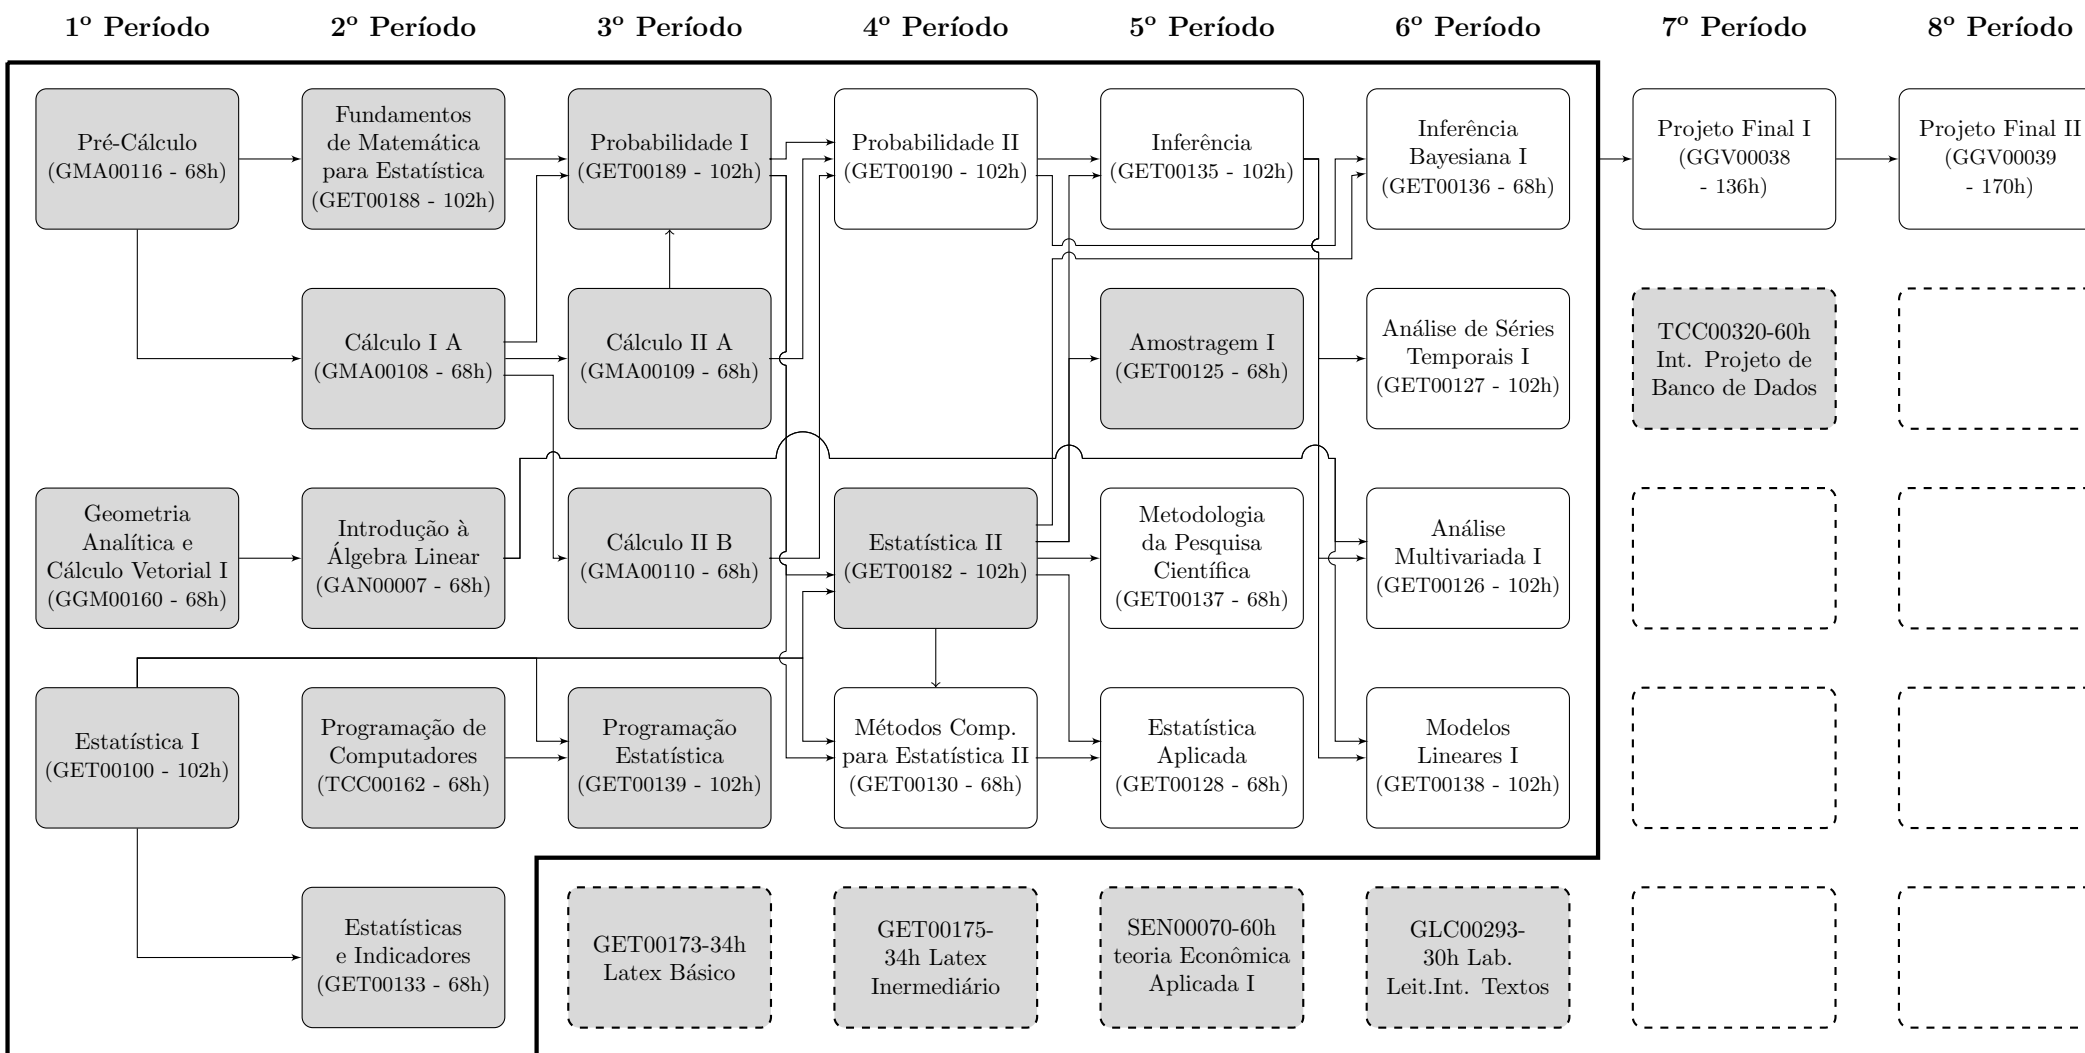 1º Período
2º Período
3º Período
4º Período
5º Período
6º Período
7º Período
8º Período
Pré-Cálculo
(GMA00116 - 68h)
Fundamentos
de Matemática
para Estatística
(GET00188 - 102h)
Probabilidade I
(GET00189 - 102h)
Probabilidade II
(GET00190 - 102h)
Inferência
(GET00135 - 102h)
Inferência
Bayesiana I
(GET00136 - 68h)
Projeto Final I
(GGV00038
- 136h)
Projeto Final II
(GGV00039
- 170h)
Cálculo I A
(GMA00108 - 68h)
Cálculo II A
(GMA00109 - 68h)
Amostragem I
(GET00125 - 68h)
Análise de Séries
Temporais I
(GET00127 - 102h)
TCC00320-60h
Int. Projeto de
Banco de Dados
Geometria
Analítica e
Cálculo Vetorial I
(GGM00160 - 68h)
Introdução à
Álgebra Linear
(GAN00007 - 68h)
Cálculo II B
(GMA00110 - 68h)
Estatística II
(GET00182 - 102h)
Metodologia
da Pesquisa
Científica
(GET00137 - 68h)
Análise
Multivariada I
(GET00126 - 102h)
Estatística I
(GET00100 - 102h)
Programação de
Computadores
(TCC00162 - 68h)
Programação
Estatística
(GET00139 - 102h)
Métodos Comp.
para Estatística II
(GET00130 - 68h)
Estatística
Aplicada
(GET00128 - 68h)
Modelos
Lineares I
(GET00138 - 102h)
Estatísticas
e Indicadores
(GET00133 - 68h)
GET00173-34h
Latex Básico
GET00175-
34h Latex
Inermediário
SEN00070-60h
teoria Econômica
Aplicada I
GLC00293-
30h Lab.
Leit.Int. Textos